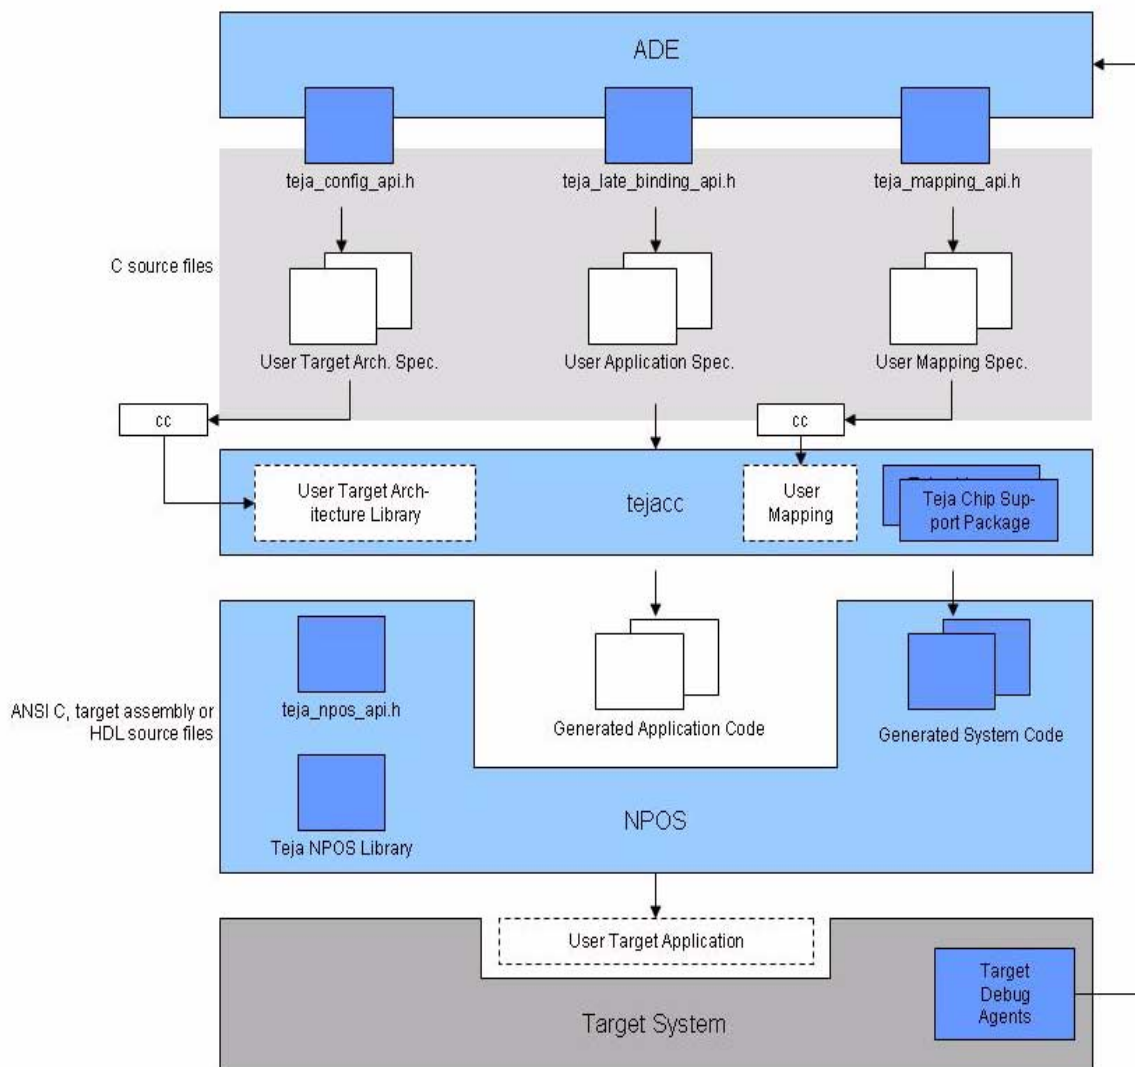 ADE
teja_config_api.h
teja_late_binding_api.h
teja_mapping_api.h
C source files
User Target Arch. Spec.
User Application Spec.
User Mapping Spec.
cc
cc
User Target Arch-
itecture Library
tejacc
User
Mapping
Teja Chip Sup-
port Package
ANSI C, target assembly or
HDL source files
teja_npos_api.h
Generated Application Code
Generated System Code
Teja NPOS Library
NPOS
User Target Application
Target
Debug
Agents
Target System